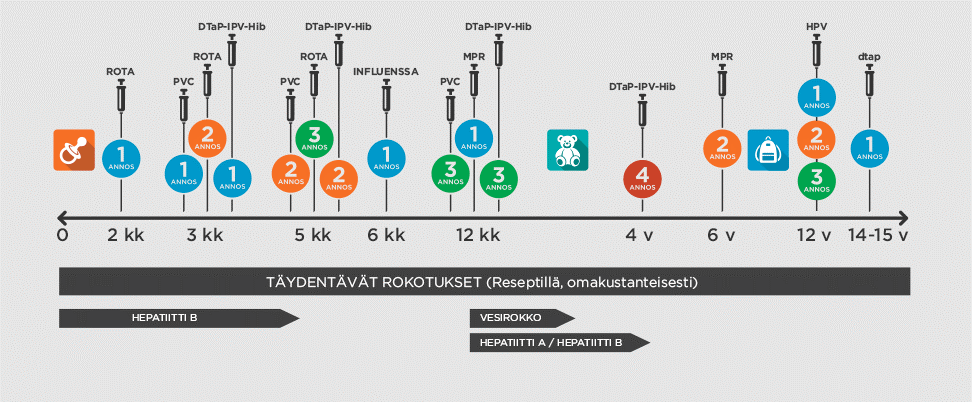 DTaP-IPV-Hib
DTaP-IPV-Hib
DTaP-IPV-Hib
HPV
ROTA
ROTA
ROTA
MPR
MPR
dtap
ROTA
PVC
PVC
INFLUENSSA
PVC
DTaP-IPV-Hib
1
ANNOS
1
ANNOS
2
ANNOS
1
ANNOS
2
ANNOS
3
ANNOS
2
ANNOS
1
ANNOS
3
ANNOS
1
ANNOS
3
ANNOS
4
ANNOS
2
ANNOS
1
ANNOS
2
ANNOS
3
ANNOS
1
ANNOS
0 2 kk 3 kk 5 kk 6 kk 12 kk 4 v 6 v 12 v 14-15 v
TÄYDENTÄVÄT ROKOTUKSET (Reseptillä, omakustanteisesti)
HEPATIITTI B
VESIROKKO
HEPATIITTI A / HEPATIITTI B